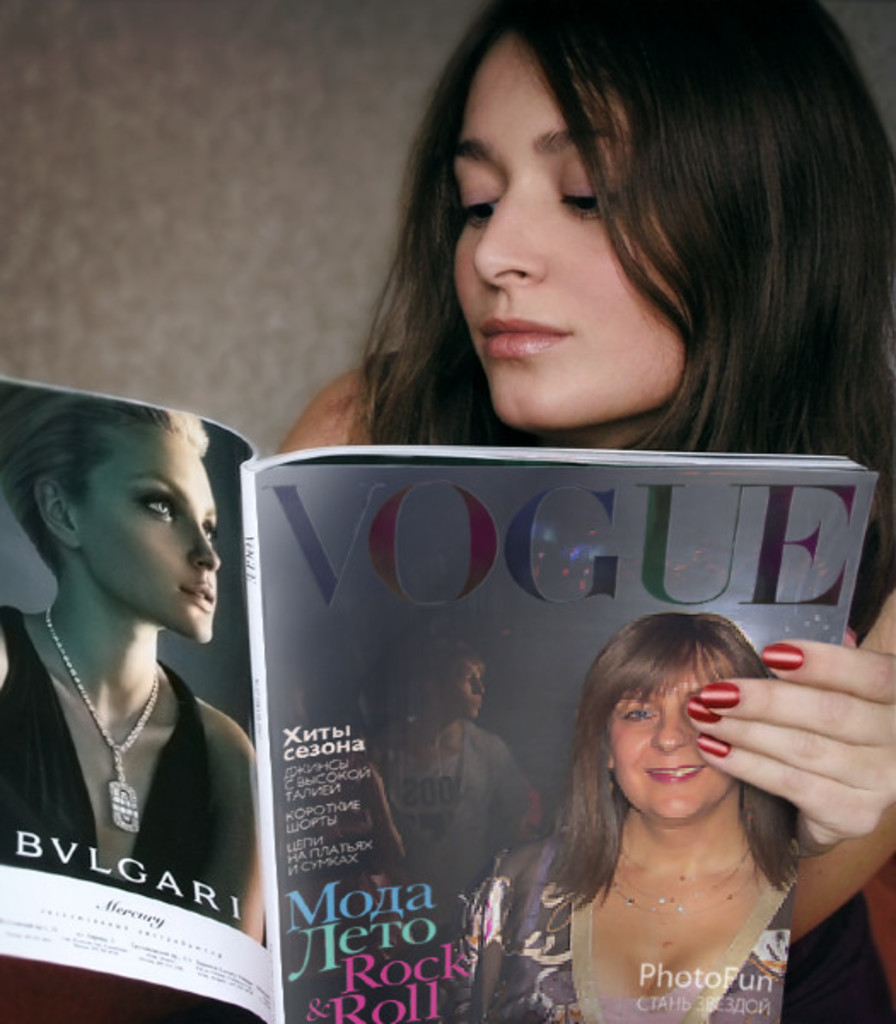 VOGUE
VOGUE
Хиты
сезона
ДЖИНСЫ
С ВЫСОКОЙ
ТАЛИЕЙ
КОРОТКИЕ
ШОРТЫ
ЦЕПИ
НА ПЛАТЬЯХ
И СУМКАХ
Мода
Лето
Rock
&Roll
PhotoFun
СТАНЬ ЗВЕЗДОЙ
BVLGARI
Mercury